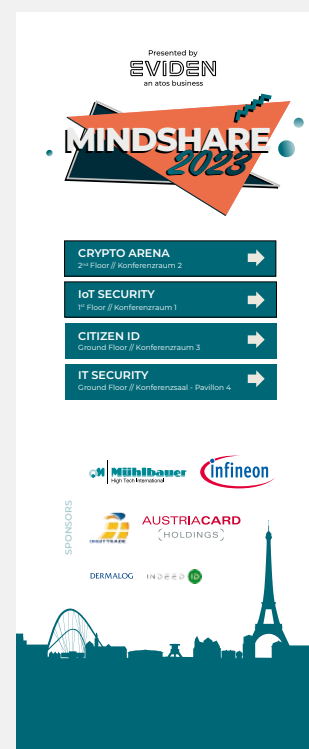 Presented by
EVIDEN
an atos business
MINDSHARE
2023
CRYPTO ARENA
2nd Floor // Konferenzraum 2
IoT SECURITY
1st Floor // Konferenzraum 1
CITIZEN ID
Ground Floor // Konferenzraum 3
IT SECURITY
Ground Floor // Konferenzsaal - Pavillon 4
SPONSORS
Mühlbauer
High Tech International
infineon
AUSTRIACARD
HOLDINGS
DERMALOG
INDEED ID